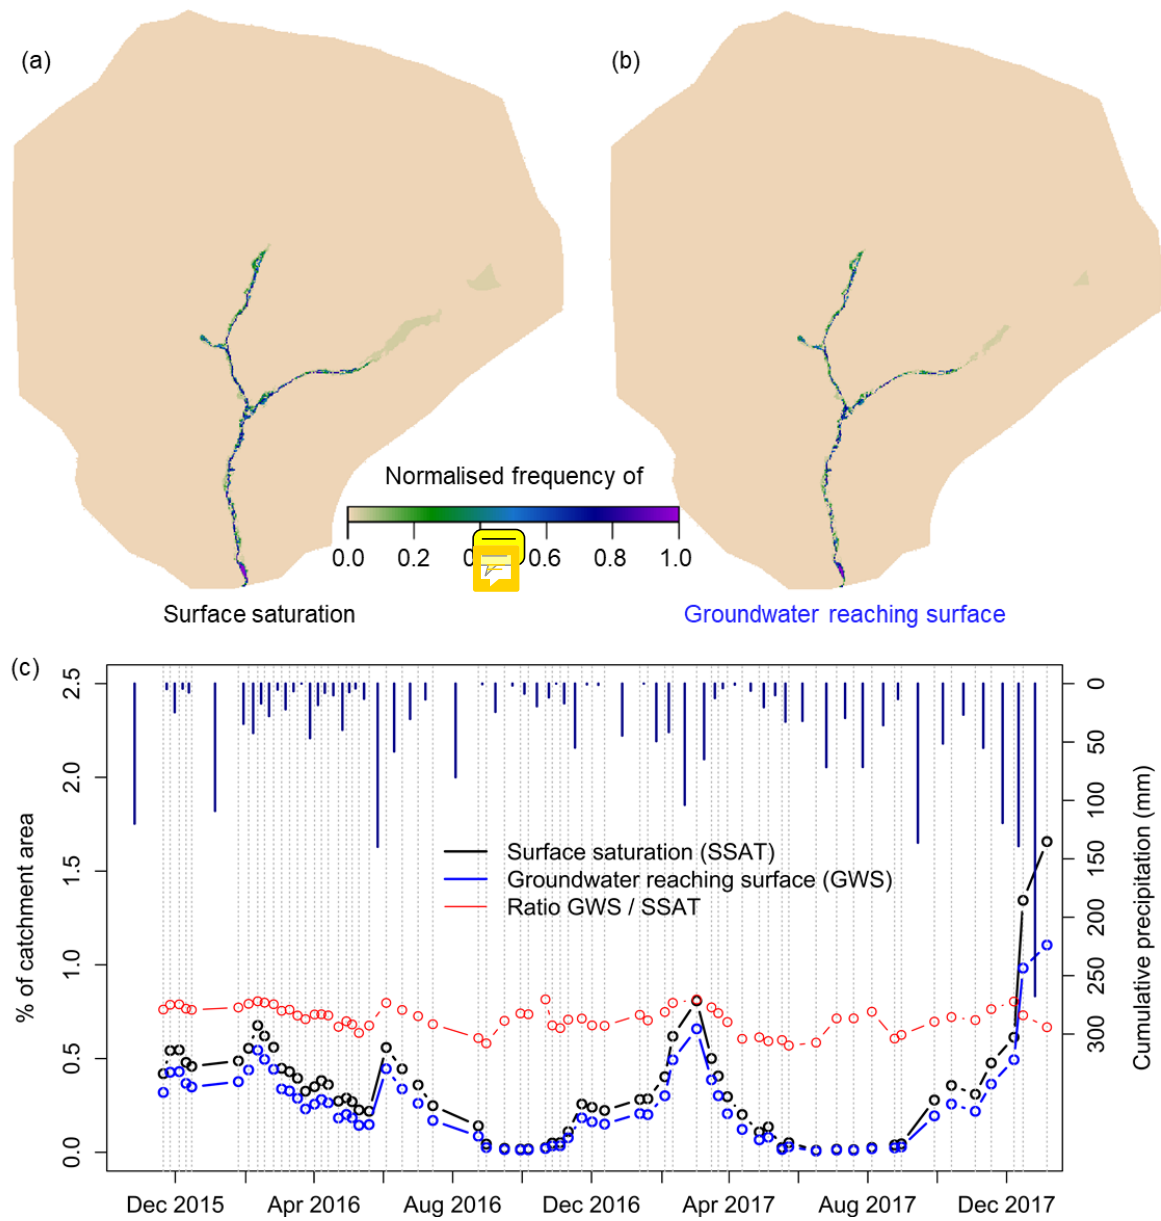 (a)
(b)
Normalised frequency of
0.0 0.2 0.6 0.8 1.0
Surface saturation
Groundwater reaching surface
(c)
% of catchment area
2.5
2.0
1.5
1.0
0.5
0.0
Surface saturation (SSAT)
Groundwater reaching surface (GWS)
Ratio GWS / SSAT
0
50
100
150
200
250
300
Cumulative precipitation (mm)
Dec 2015 Apr 2016 Aug 2016 Dec 2016 Apr 2017 Aug 2017 Dec 2017